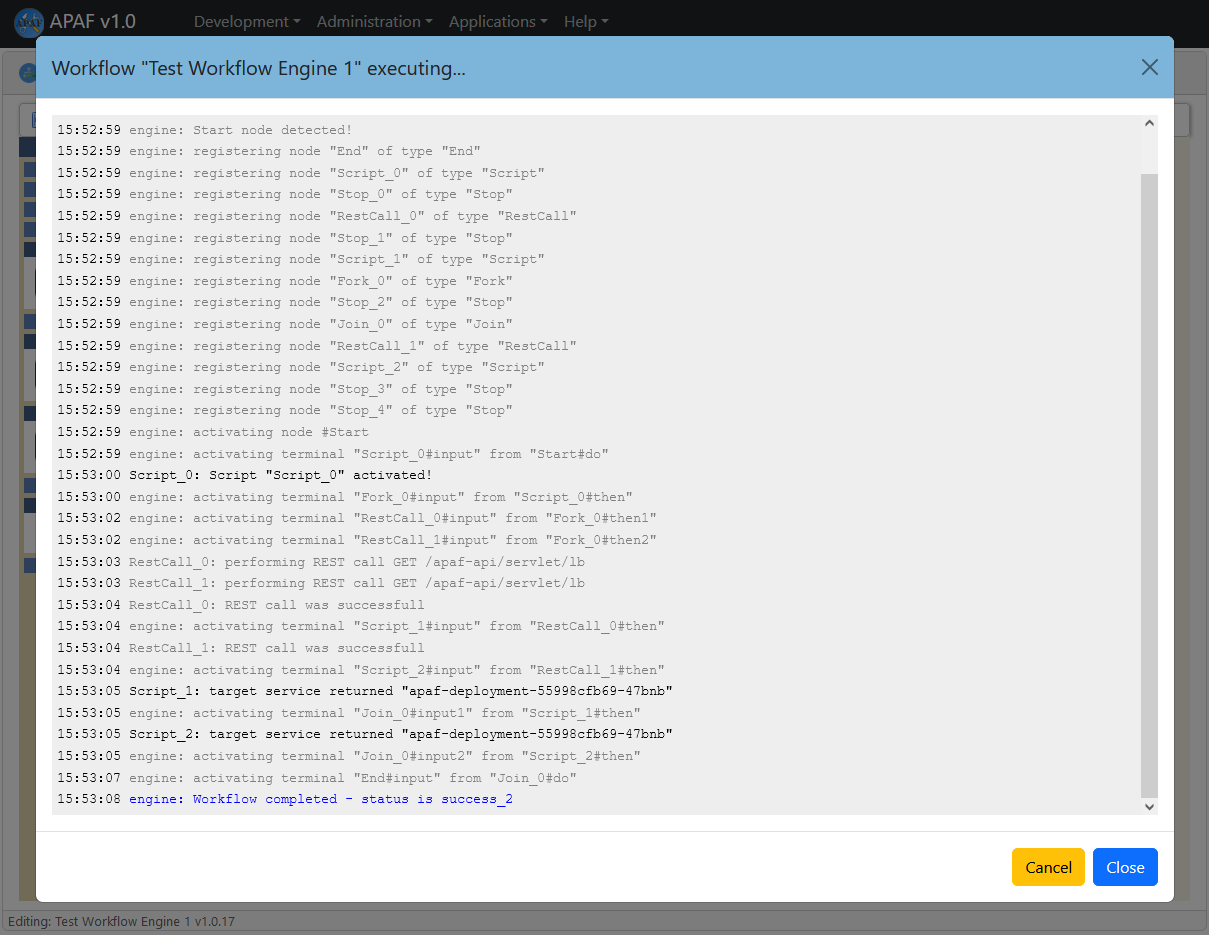 APAF v1.0
Development
Administration
Applications
Help
Workflow "Test Workflow Engine 1" executing...
15:52:59 engine: Start node detected!
15:52:59 engine: registering node "End" of type "End"
15:52:59 engine: registering node "Script_0" of type "Script"
15:52:59 engine: registering node "Stop_0" of type "Stop"
15:52:59 engine: registering node "RestCall_0" of type "RestCall"
15:52:59 engine: registering node "Stop_1" of type "Stop"
15:52:59 engine: registering node "Script_1" of type "Script"
15:52:59 engine: registering node "Fork_0" of type "Fork"
15:52:59 engine: registering node "Stop_2" of type "Stop"
15:52:59 engine: registering node "Join_0" of type "Join"
15:52:59 engine: registering node "RestCall_1" of type "RestCall"
15:52:59 engine: registering node "Script_2" of type "Script"
15:52:59 engine: registering node "Stop_3" of type "Stop"
15:52:59 engine: registering node "Stop_4" of type "Stop"
15:52:59 engine: activating node #Start
15:52:59 engine: activating terminal "Script_0#input" from "Start#do"
15:53:00 Script_0: Script "Script_0" activated!
15:53:00 engine: activating terminal "Fork_0#input" from "Script_0#then"
15:53:02 engine: activating terminal "RestCall_0#input" from "Fork_0#then1"
15:53:02 engine: activating terminal "RestCall_1#input" from "Fork_0#then2"
15:53:03 RestCall_0: performing REST call GET /apaf-api/servlet/lb
15:53:03 RestCall_1: performing REST call GET /apaf-api/servlet/lb
15:53:04 RestCall_0: REST call was successfull
15:53:04 engine: activating terminal "Script_1#input" from "RestCall_0#then"
15:53:04 RestCall_1: REST call was successfull
15:53:04 engine: activating terminal "Script_2#input" from "RestCall_1#then"
15:53:05 Script_1: target service returned "apaf-deployment-55998cfb69-47bnb"
15:53:05 engine: activating terminal "Join_0#input1" from "Script_1#then"
15:53:05 Script_2: target service returned "apaf-deployment-55998cfb69-47bnb"
15:53:05 engine: activating terminal "Join_0#input2" from "Script_2#then"
15:53:07 engine: activating terminal "End#input" from "Join_0#do"
15:53:08 engine: Workflow completed - status is success_2
Cancel
Close
Editing: Test Workflow Engine 1 v1.0.17